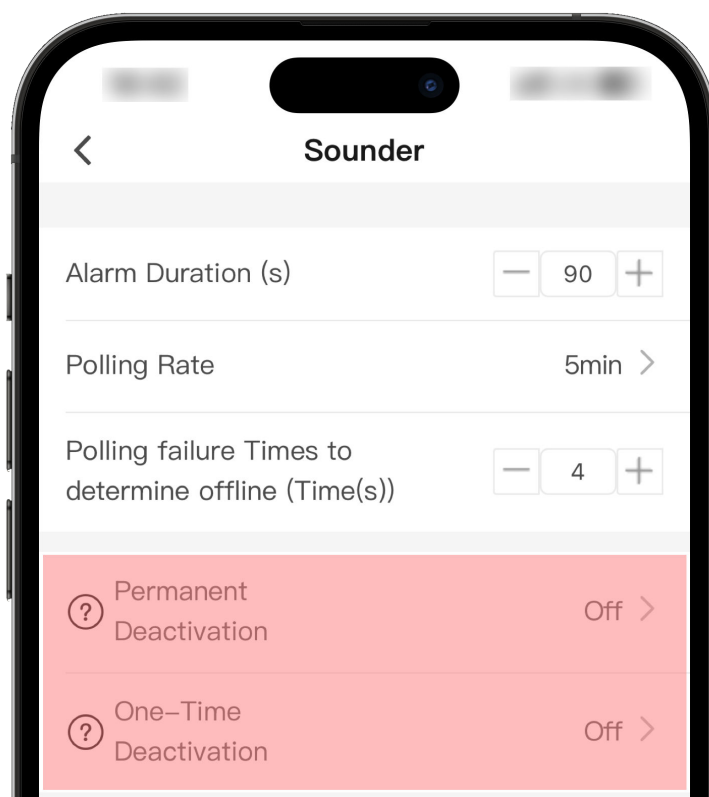 Sounder
Alarm Duration (s)
90
Polling Rate
5min
Polling failure Times to
determine offline (Time(s))
4
Permanent
Deactivation
Off
One-Time
Deactivation
Off